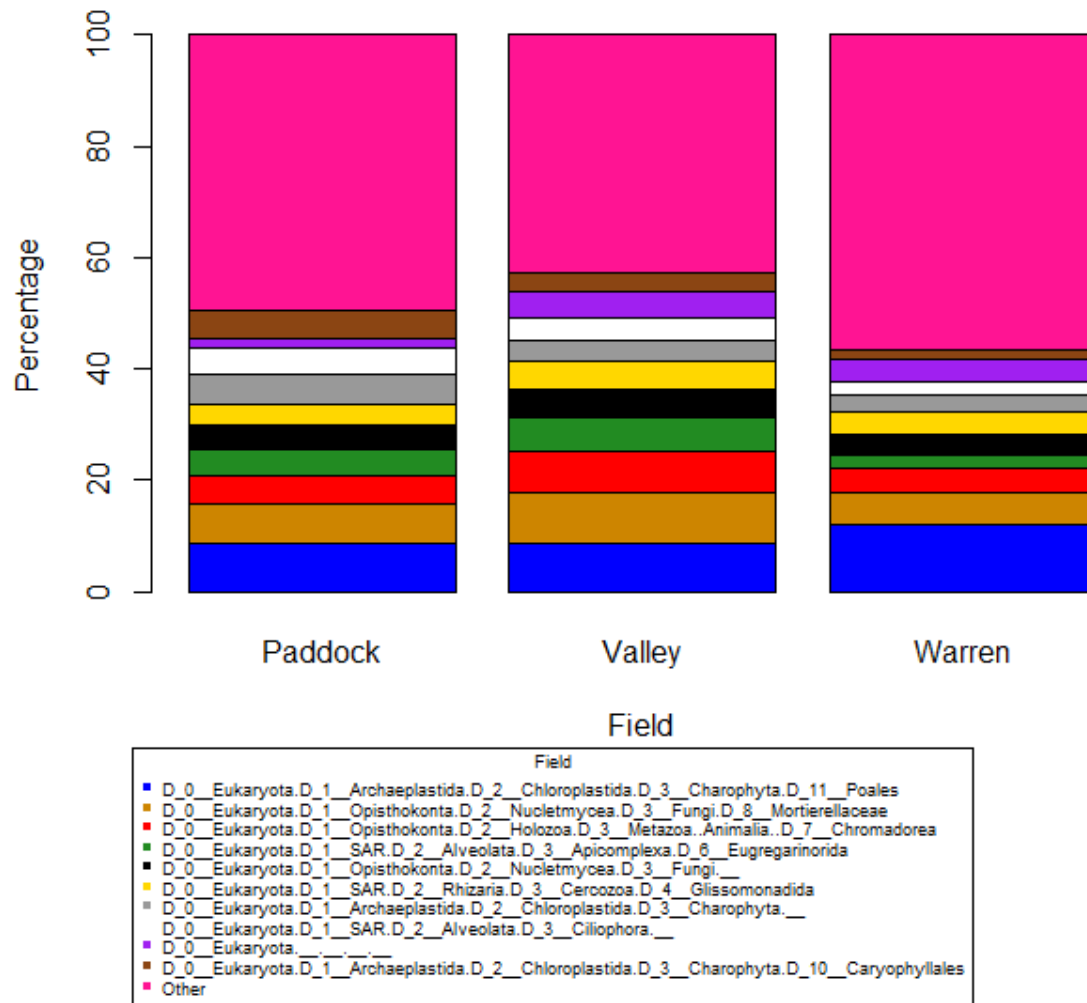 100
80
60
40
20
0
Percentage
Paddock Valley Warren
Field
Field
D_0__Eukaryota.D_1__Archaeplastida.D_2__Chloroplastida.D_3__Charophyta.D_11__Poales
D_0__Eukaryota.D_1__Opisthokonta.D_2__Nucletmycea.D_3__Fungi.D_8__Mortierellaceae
D_0__Eukaryota.D_1__Opisthokonta.D_2__Holozoa.D_3__Metazoa..Animalia..D_7__Chromadorea
D_0__Eukaryota.D_1__SAR.D_2__Alveolata.D_3__Apicomplexa.D_6__Eugregarinorida
D_0__Eukaryota.D_1__Opisthokonta.D_2__Nucletmycea.D_3__Fungi.__
D_0__Eukaryota.D_1__SAR.D_2__Rhizaria.D_3__Cercozoa.D_4__Glissomonadida
D_0__Eukaryota.D_1__Archaeplastida.D_2__Chloroplastida.D_3__Charophyta.__
D_0__Eukaryota.D_1__SAR.D_2__Alveolata.D_3__Ciliophora.__
D_0__Eukaryota.__.__.__.__
D_0__Eukaryota.D_1__Archaeplastida.D_2__Chloroplastida.D_3__Charophyta.D_10__Caryophyllales
Other